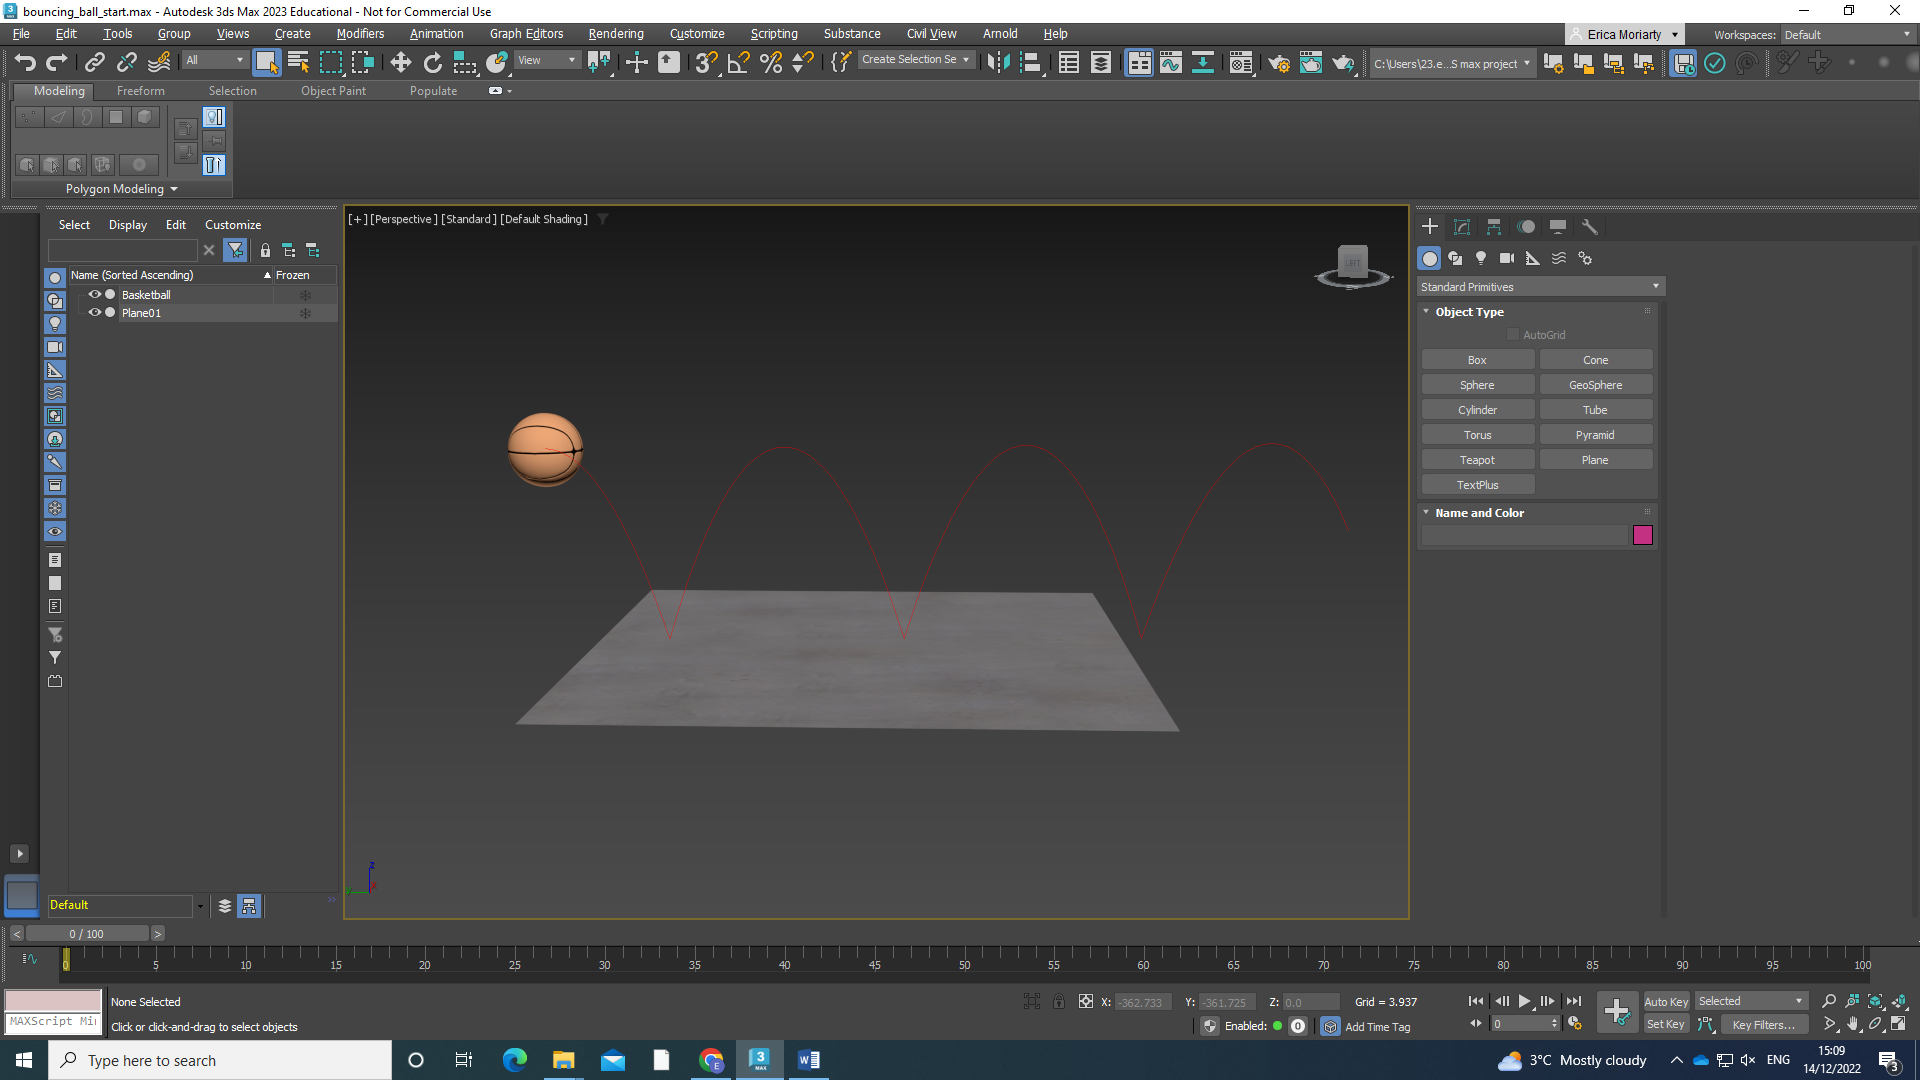 bouncing_ball_start.max - Autodesk 3ds Max 2023 Educational - Not for Commercial Use
File Edit Tools Group Views Create Modifiers Animation Graph Editors Rendering Customize Scripting Substance Civil View Arnold Help
Erica Moriarty
Workspaces: Default
All
View
Create Selection Se
C:\Users\23.e...S max project
Modeling Freeform Selection Object Paint Populate
Polygon Modeling
Select Display Edit Customize
Name (Sorted Ascending) Frozen
Basketball
Plane01
[+] [Perspective] [Standard] [Default Shading]
LEFT
Standard Primitives
Object Type
AutoGrid
Box Cone
Sphere GeoSphere
Cylinder Tube
Torus Pyramid
Teapot Plane
TextPlus
Name and Color
z
Default
< 0 / 100 >
0 5 10 15 20 25 30 35 40 45 50 55 60 65 70 75 80 85 90 95 100
None Selected
X: -362.733 Y: -361.725 Z: 0.0 Grid = 3.937
Auto Key Selected
MAXScript Mi
Click or click-and-drag to select objects
Enabled: 0 Add Time Tag
0
Set Key Key Filters...
Type here to search
3 MAX
3°C Mostly cloudy
ENG
15:09
14/12/2022
3